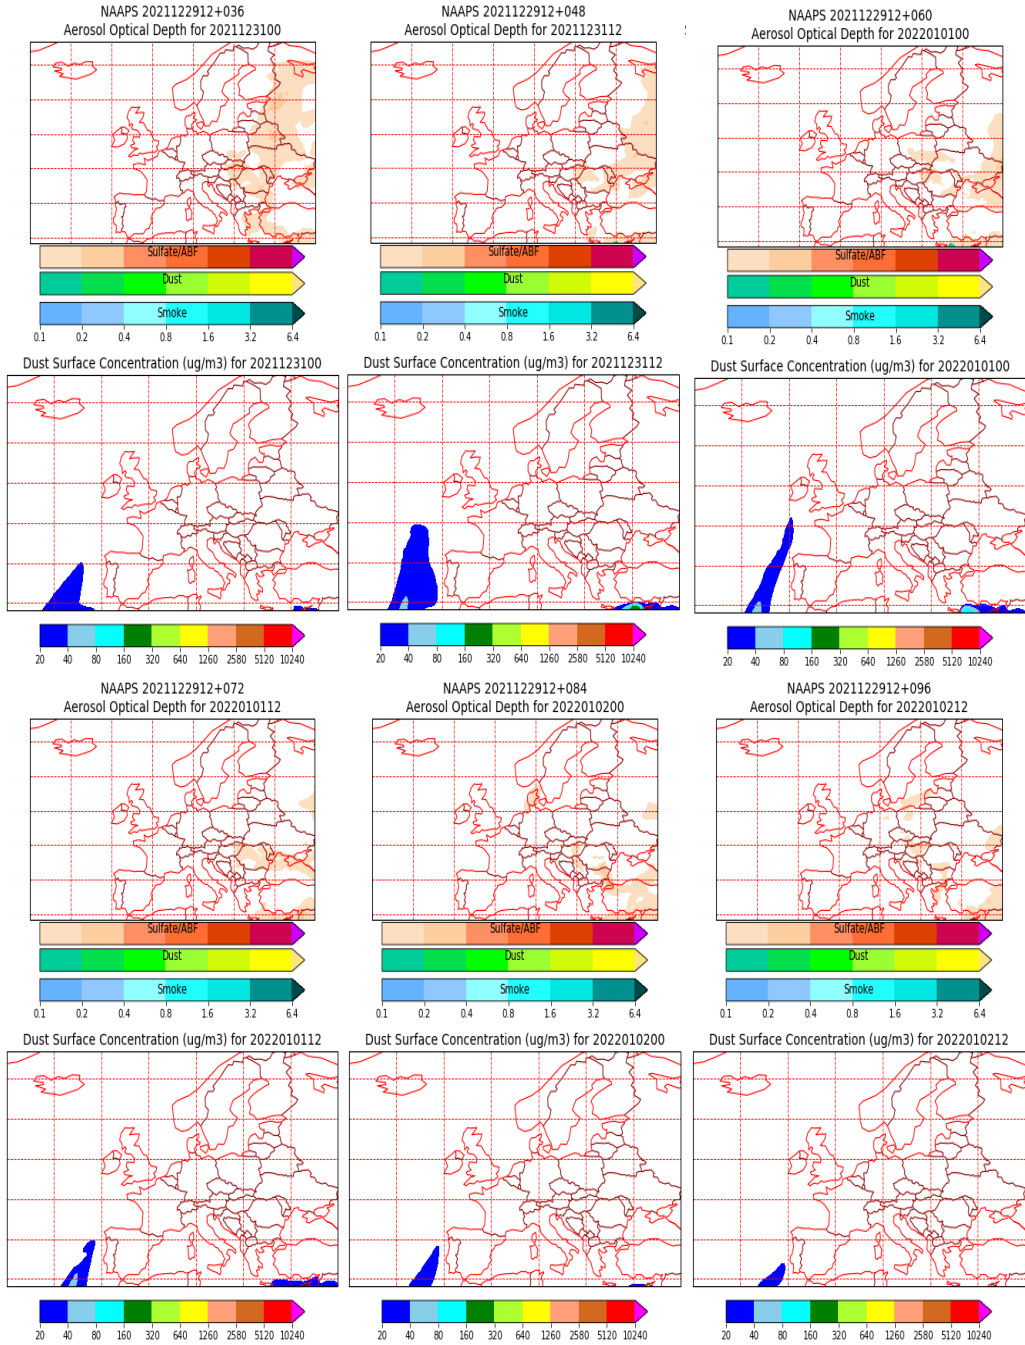 NAAPS 2021122912+036
Aerosol Optical Depth for 2021123100
NAAPS 2021122912+048
Aerosol Optical Depth for 2021123112
NAAPS 2021122912+060
Aerosol Optical Depth for 2022010100
Sulfate/ABF
Dust
Smoke
0.1 0.2 0.4 0.8 1.6 3.2 6.4
Sulfate/ABF
Dust
Smoke
0.1 0.2 0.4 0.8 1.6 3.2 6.4
Sulfate/ABF
Dust
Smoke
0.1 0.2 0.4 0.8 1.6 3.2 6.4
Dust Surface Concentration (ug/m3) for 2021123100
Dust Surface Concentration (ug/m3) for 2021123112
Dust Surface Concentration (ug/m3) for 2022010100
20 40 80 160 320 640 1260 2580 5120 10240
20 40 80 160 320 640 1260 2580 5120 10240
20 40 80 160 320 640 1260 2580 5120 10240
NAAPS 2021122912+072
Aerosol Optical Depth for 2022010112
NAAPS 2021122912+084
Aerosol Optical Depth for 2022010200
NAAPS 2021122912+096
Aerosol Optical Depth for 2022010212
Sulfate/ABF
Dust
Smoke
0.1 0.2 0.4 0.8 1.6 3.2 6.4
Sulfate/ABF
Dust
Smoke
0.1 0.2 0.4 0.8 1.6 3.2 6.4
Sulfate/ABF
Dust
Smoke
0.1 0.2 0.4 0.8 1.6 3.2 6.4
Dust Surface Concentration (ug/m3) for 2022010112
Dust Surface Concentration (ug/m3) for 2022010200
Dust Surface Concentration (ug/m3) for 2022010212
20 40 80 160 320 640 1260 2580 5120 10240
20 40 80 160 320 640 1260 2580 5120 10240
20 40 80 160 320 640 1260 2580 5120 10240